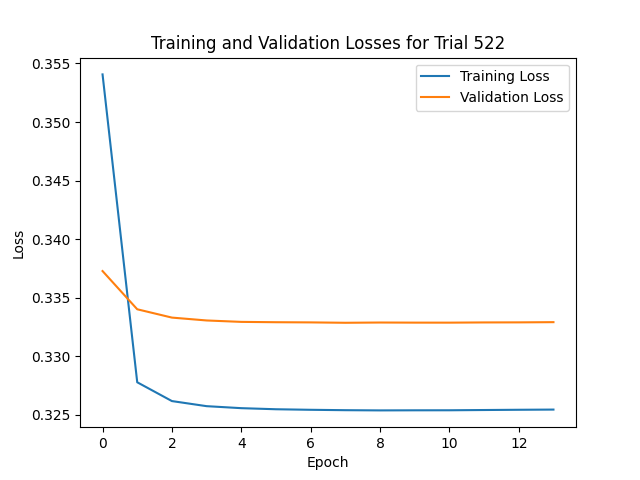 Training and Validation Losses for Trial 522
Training Loss
Validation Loss
0.355
0.350
0.345
0.340
0.335
0.330
0.325
Loss
0 2 4 6 8 10 12
Epoch